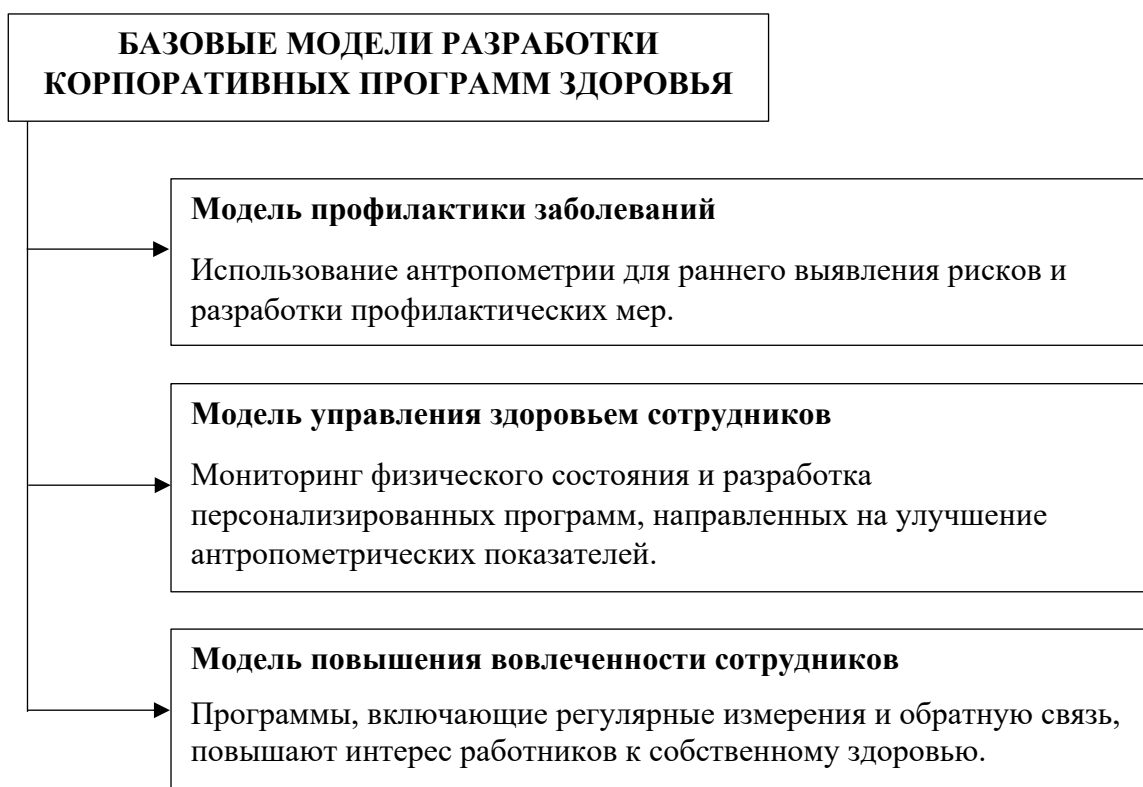 БАЗОВЫЕ МОДЕЛИ РАЗРАБОТКИ
КОРПОРАТИВНЫХ ПРОГРАММ ЗДОРОВЬЯ
Модель профилактики заболеваний
Использование антропометрии для раннего выявления рисков и
разработки профилактических мер.
Модель управления здоровьем сотрудников
Мониторинг физического состояния и разработка
персонализированных программ, направленных на улучшение
антропометрических показателей.
Модель повышения вовлеченности сотрудников
Программы, включающие регулярные измерения и обратную связь,
повышают интерес работников к собственному здоровью.